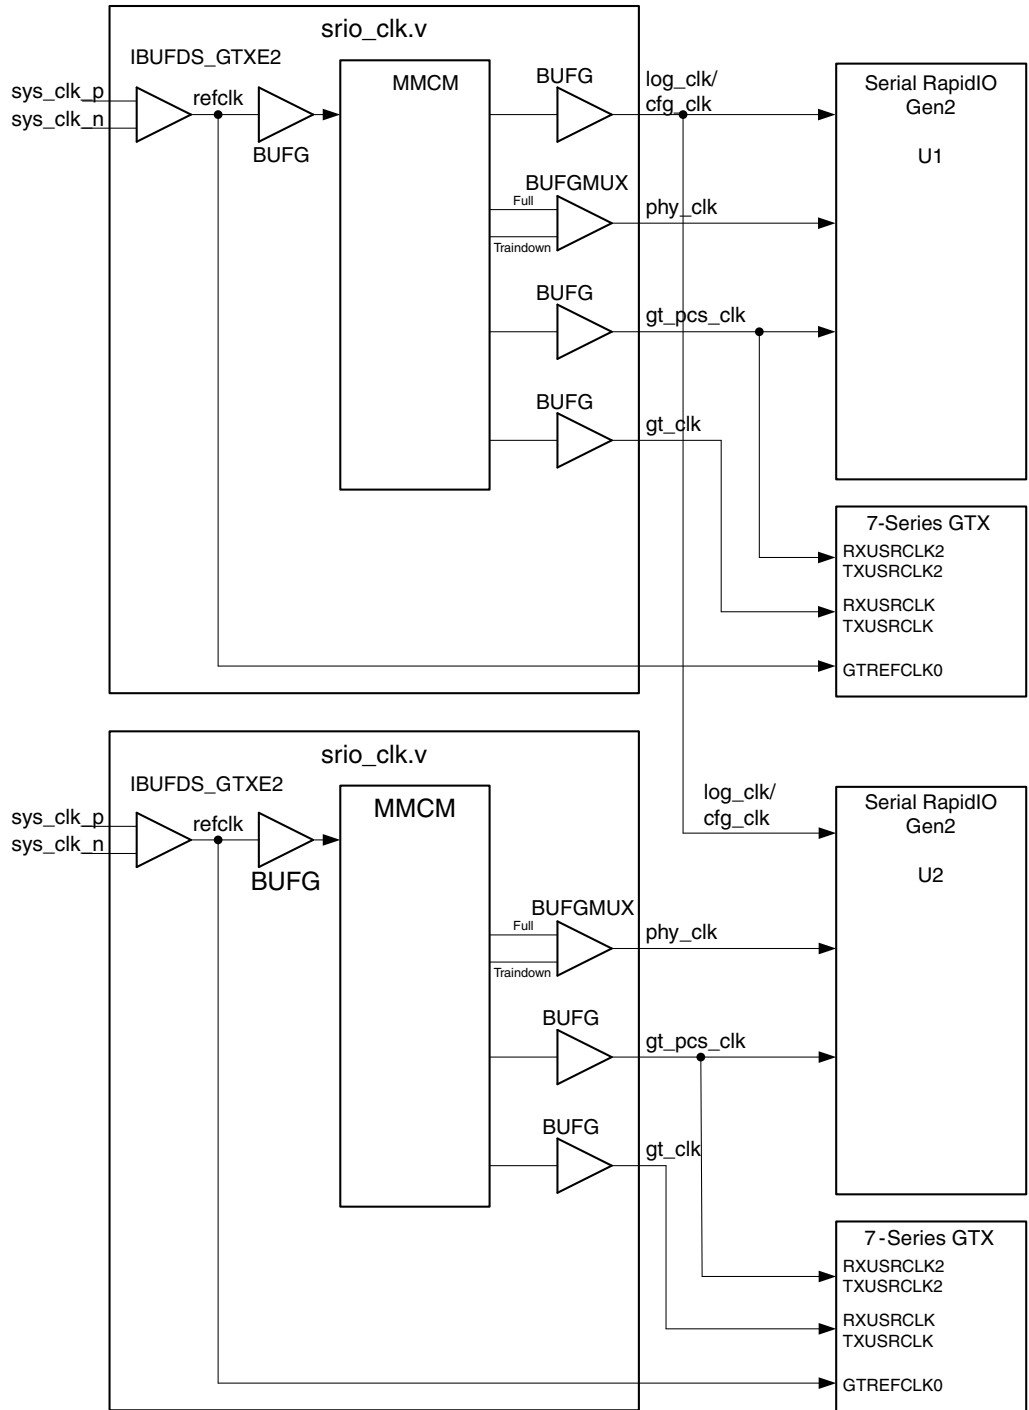 srio_clk.v
IBUFDS_GTXE2
sys_clk_p
sys_clk_n
refclk
BUFG
MMCM
BUFG
log_clk/
cfg_clk
BUFGMUX
Full
Traindown
phy_clk
BUFG
gt_pcs_clk
BUFG
gt_clk
Serial RapidIO
Gen2
U1
7-Series GTX
RXUSRCLK2
TXUSRCLK2
RXUSRCLK
TXUSRCLK
GTREFCLK0
srio_clk.v
IBUFDS_GTXE2
sys_clk_p
sys_clk_n
refclk
BUFG
MMCM
log_clk/
cfg_clk
BUFGMUX
Full
Traindown
phy_clk
BUFG
gt_pcs_clk
BUFG
gt_clk
Serial RapidIO
Gen2
U2
7-Series GTX
RXUSRCLK2
TXUSRCLK2
RXUSRCLK
TXUSRCLK
GTREFCLK0